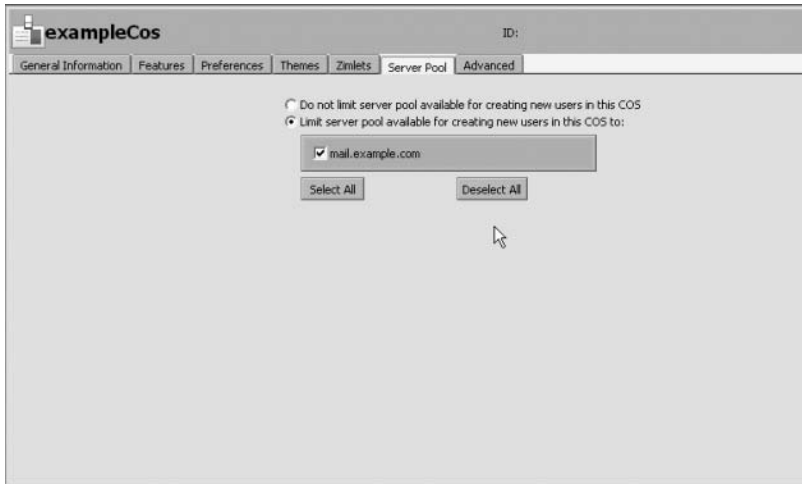 exampleCos ID:
General Information Features Preferences Themes Zimlets Server Pool Advanced
Do not limit server pool available for creating new users in this COS
Limit server pool available for creating new users in this COS to:
mail.example.com
Select All Deselect All